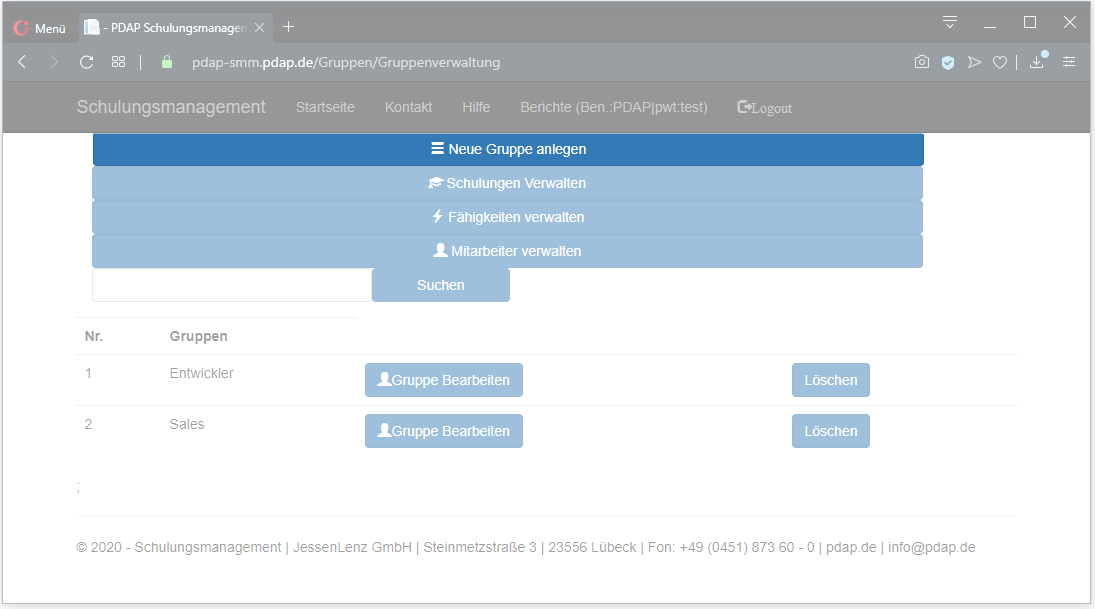 Menü
- PDAP Schulungsmanagen
pdap-smm.pdap.de/Gruppen/Gruppenverwaltung
Schulungsmanagement Startseite Kontakt Hilfe Berichte (Ben.:PDAP|pwt:test) Logout
Neue Gruppe anlegen
Schulungen Verwalten
Fähigkeiten verwalten
Mitarbeiter verwalten
Suchen
Nr. Gruppen
1 Entwickler Gruppe Bearbeiten Löschen
2 Sales Gruppe Bearbeiten Löschen
;
© 2020 - Schulungsmanagement | JessenLenz GmbH | Steinmetzstraße 3 | 23556 Lübeck | Fon: +49 (0451) 873 60 - 0 | pdap.de | info@pdap.de